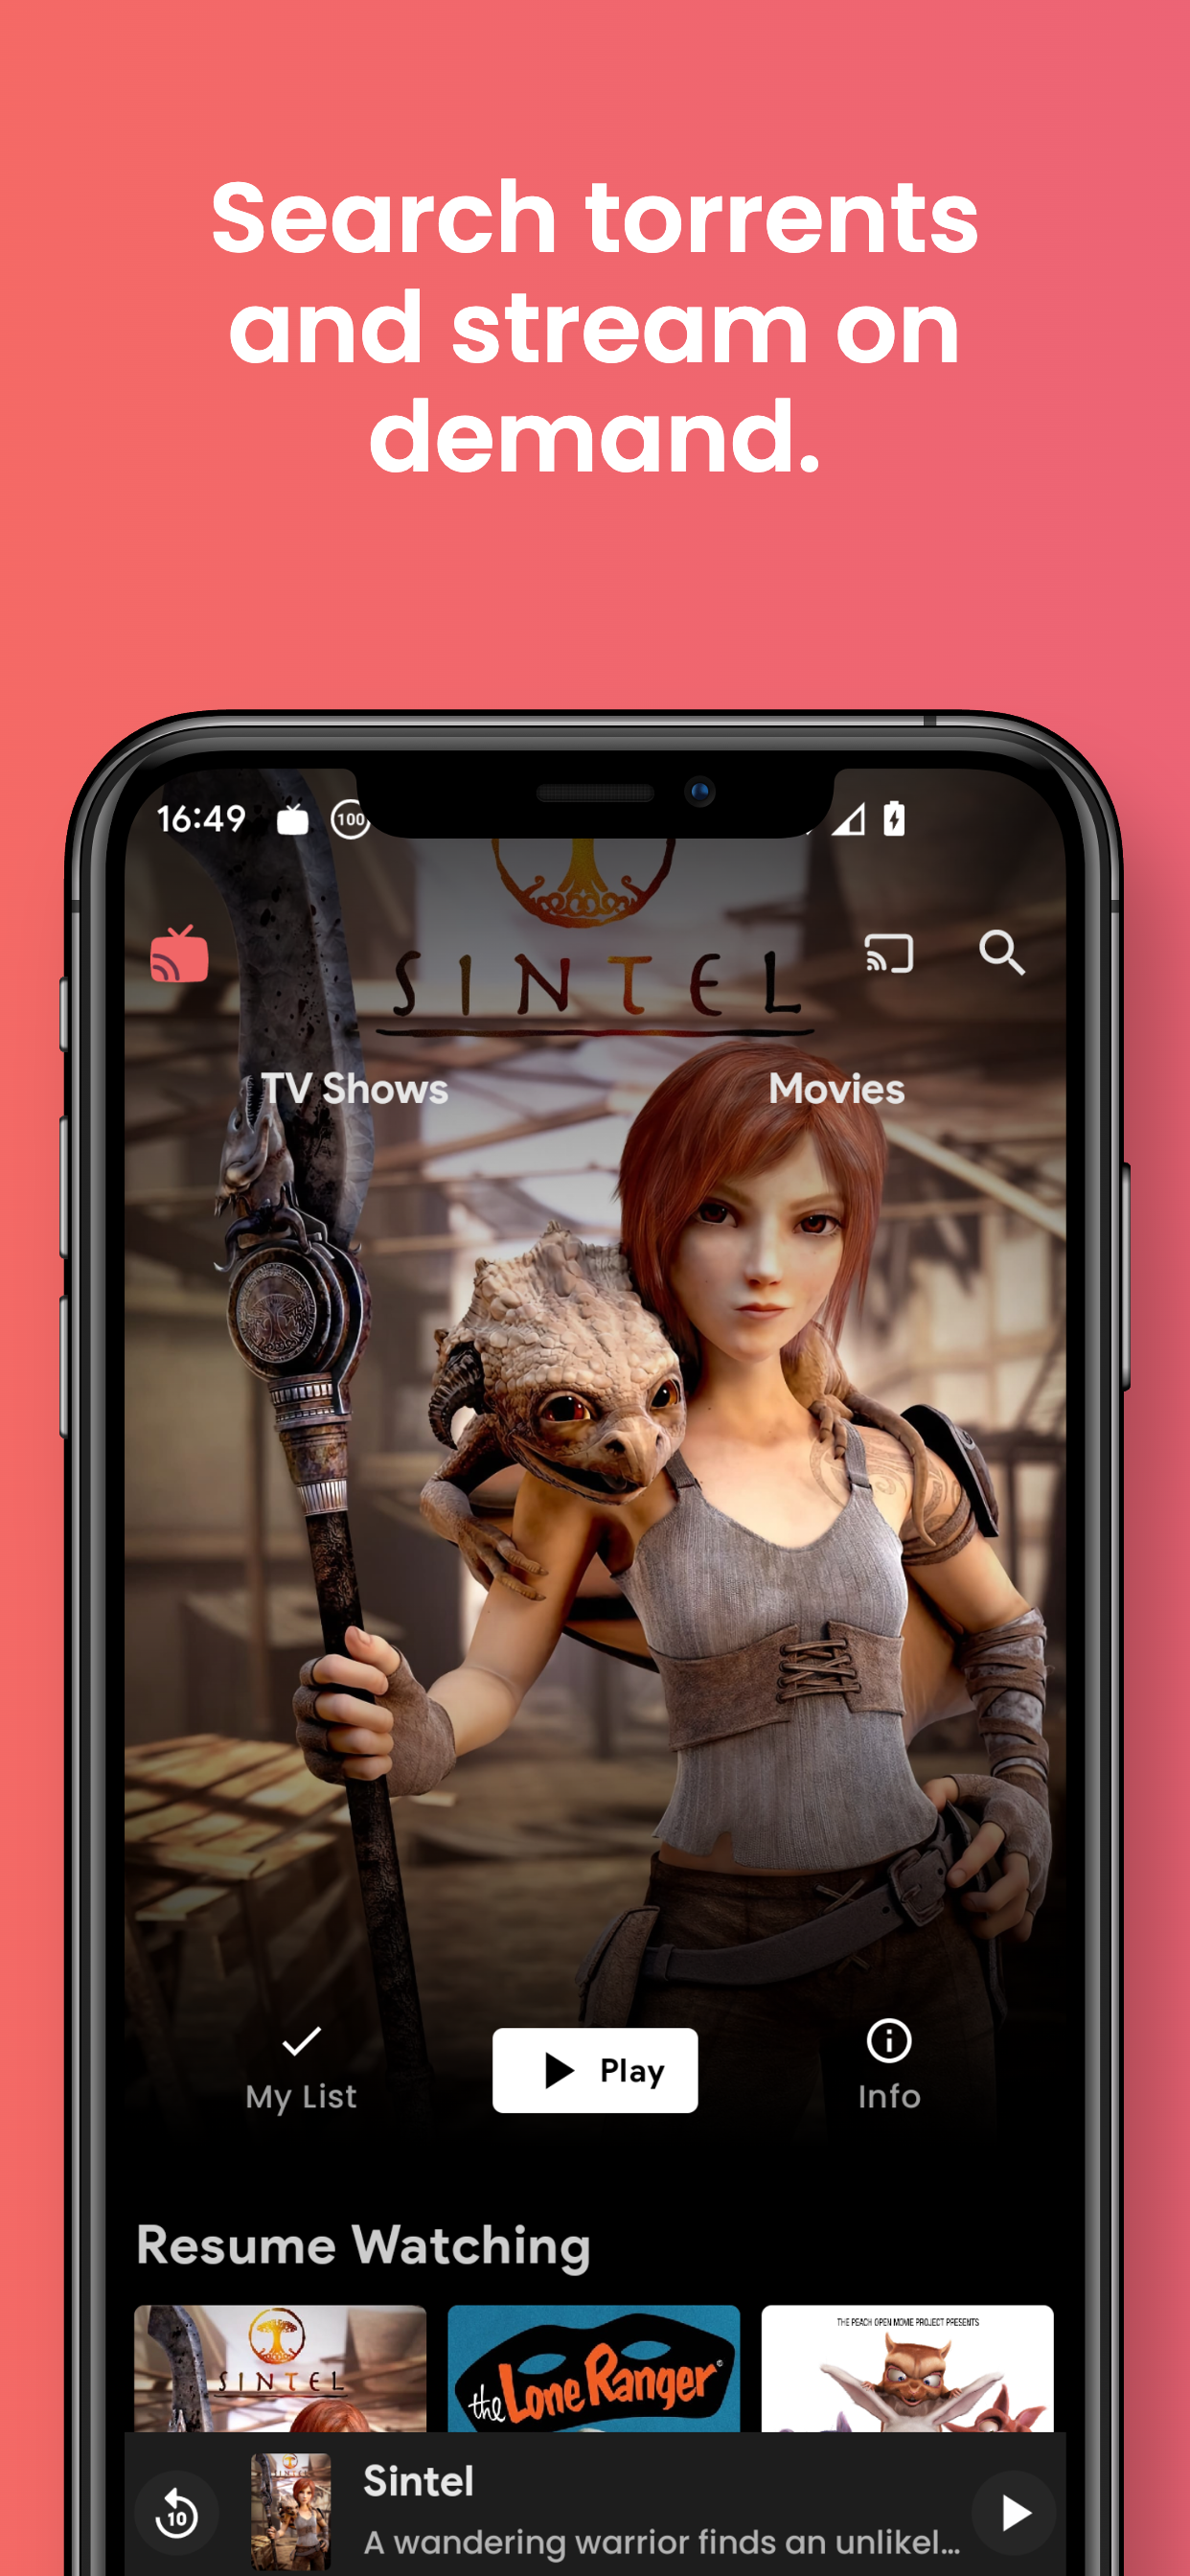 Search torrents
and stream on
demand.
16:49
100
SINTEL
TV Shows
Movies
My List
Play
Info
Resume Watching
SINTEL
the Lone Ranger
THE PEACH OPEN MOVIE PROJECT PRESENTS
10
Sintel
A wandering warrior finds an unlikel...